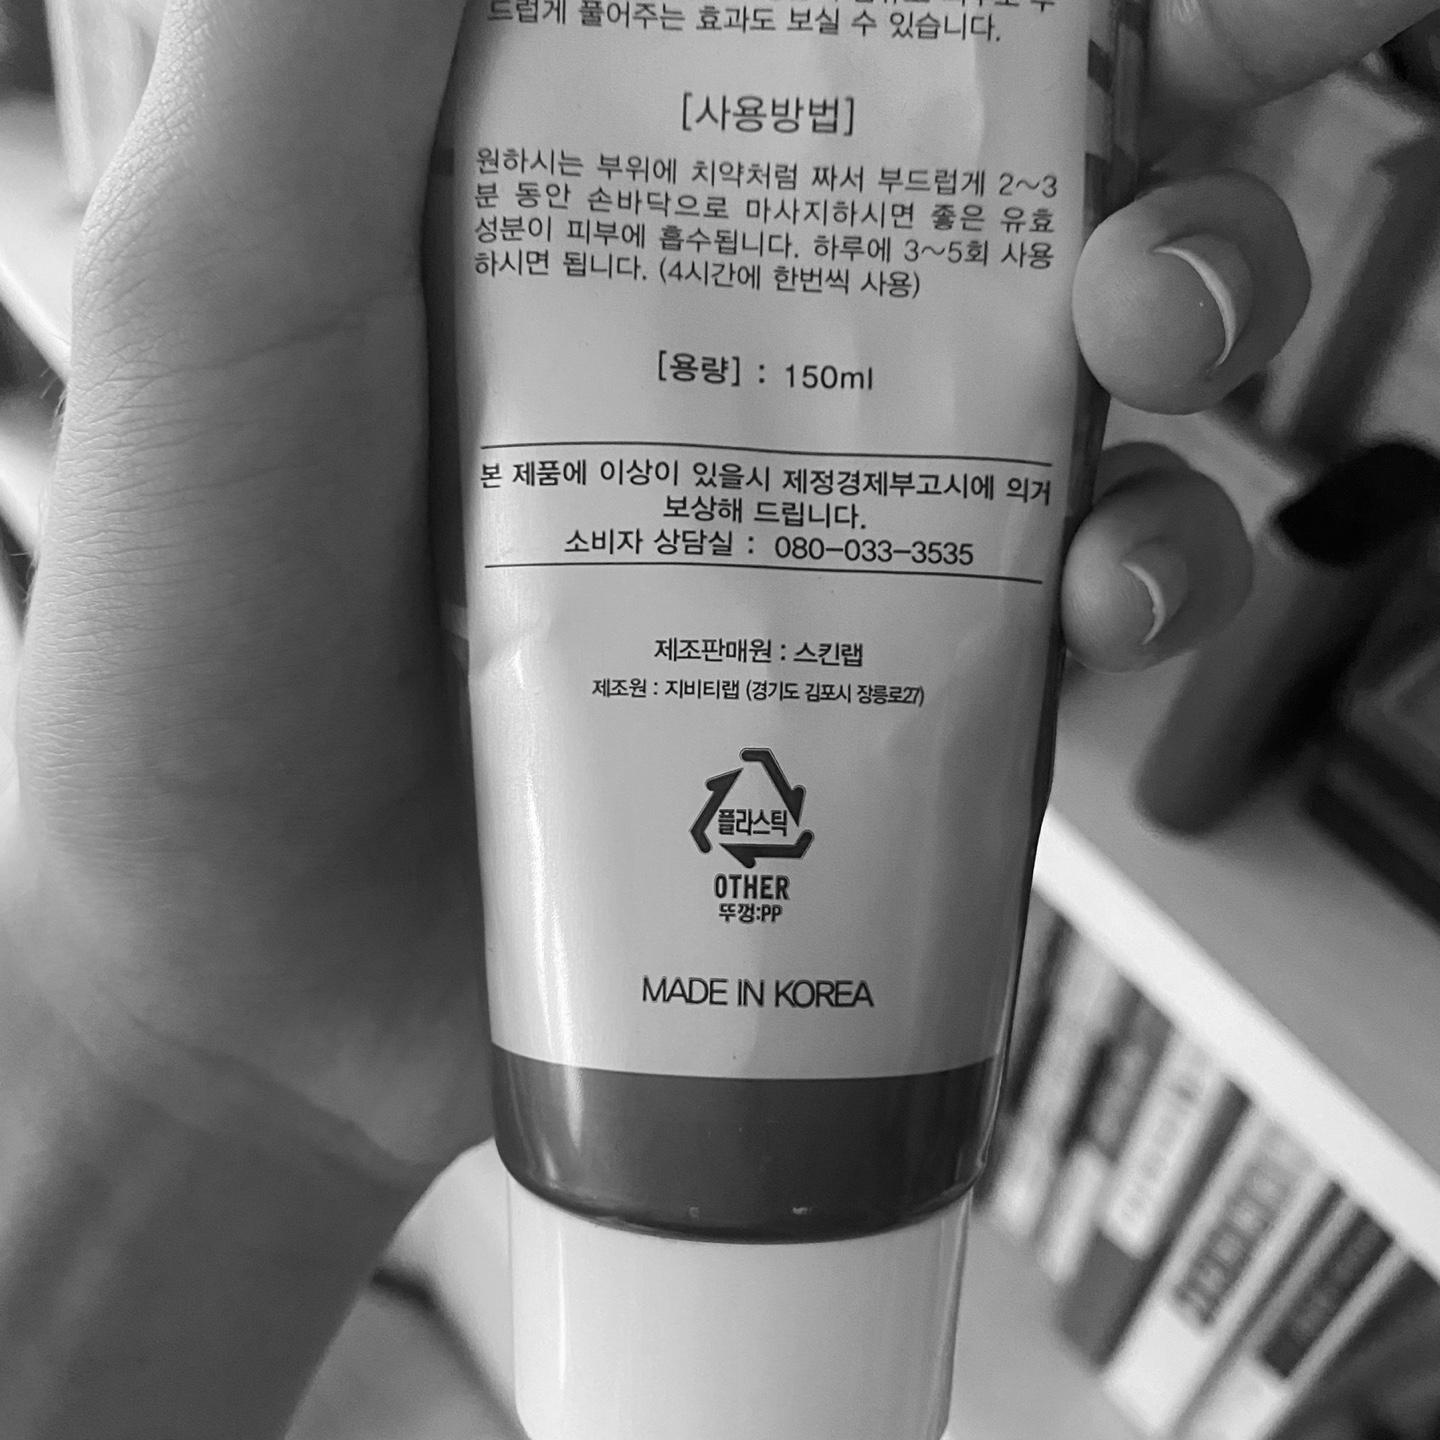 드럽게 풀어주는 효과도 보실 수 있습니다.
[사용방법]
원하시는 부위에 치약처럼 짜서 부드럽게 2~3
분 동안 손바닥으로 마사지하시면 좋은 유효
성분이 피부에 흡수됩니다. 하루에 3~5회 사용
하시면 됩니다. (4시간에 한번씩 사용)
[용량] : 150ml
본 제품에 이상이 있을시 제정경제부고시에 의거
보상해 드립니다.
소비자 상담실 : 080-033-3535
제조판매원 : 스킨랩
제조원 : 지비티랩 (경기도 김포시 장릉로27)
플라스틱
OTHER
뚜껑:PP
MADE IN KOREA